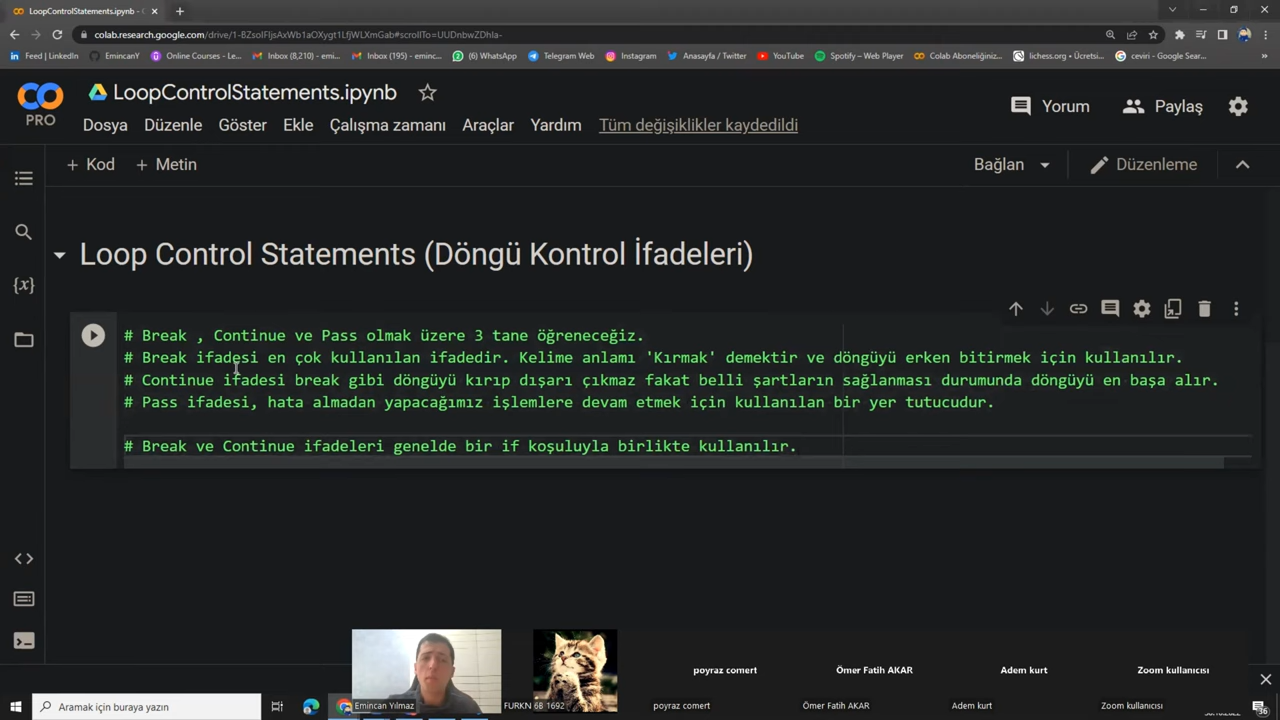 LoopControlStatements.ipynb - C
colab.research.google.com/drive/1-BZsoIFIjsAxWb1aOXygt1LfjWLXmGab#scrollTo=UUDnbwZDhIa-
Feed | LinkedIn
EmincanY
Online Courses - Le...
Inbox (8,210) - emi...
Inbox (195) - eminc...
(6) WhatsApp
Telegram Web
Instagram
Anasayfa / Twitter
YouTube
Spotify – Web Player
Colab Aboneliğiniz...
lichess.org • Ücretsi...
ceviri - Google Sear...
PRO
LoopControlStatements.ipynb
Yorum
Paylaş
Dosya Düzenle Göster Ekle Çalışma zamanı Araçlar Yardım Tüm değişiklikler kaydedildi
+ Kod + Metin
Bağlan
Düzenleme
Loop Control Statements (Döngü Kontrol İfadeleri)
# Break , Continue ve Pass olmak üzere 3 tane öğreneceğiz.
# Break ifadesi en çok kullanılan ifadedir. Kelime anlamı 'Kırmak' demektir ve döngüyü erken bitirmek için kullanılır.
# Continue ifadesi break gibi döngüyü kırıp dışarı çıkmaz fakat belli şartların sağlanması durumunda döngüyü en başa alır.
# Pass ifadesi, hata almadan yapacağımız işlemlere devam etmek için kullanılan bir yer tutucudur.
# Break ve Continue ifadeleri genelde bir if koşuluyla birlikte kullanılır.
poyraz comert
Ömer Fatih AKAR
Adem kurt
Zoom kullanıcısı
Aramak için buraya yazın
Emincan Yilmaz
FURKN 68 1692
poyraz comert
Ömer Fatih AKAR
Adem kurt
Zoom kullanıcısı
36